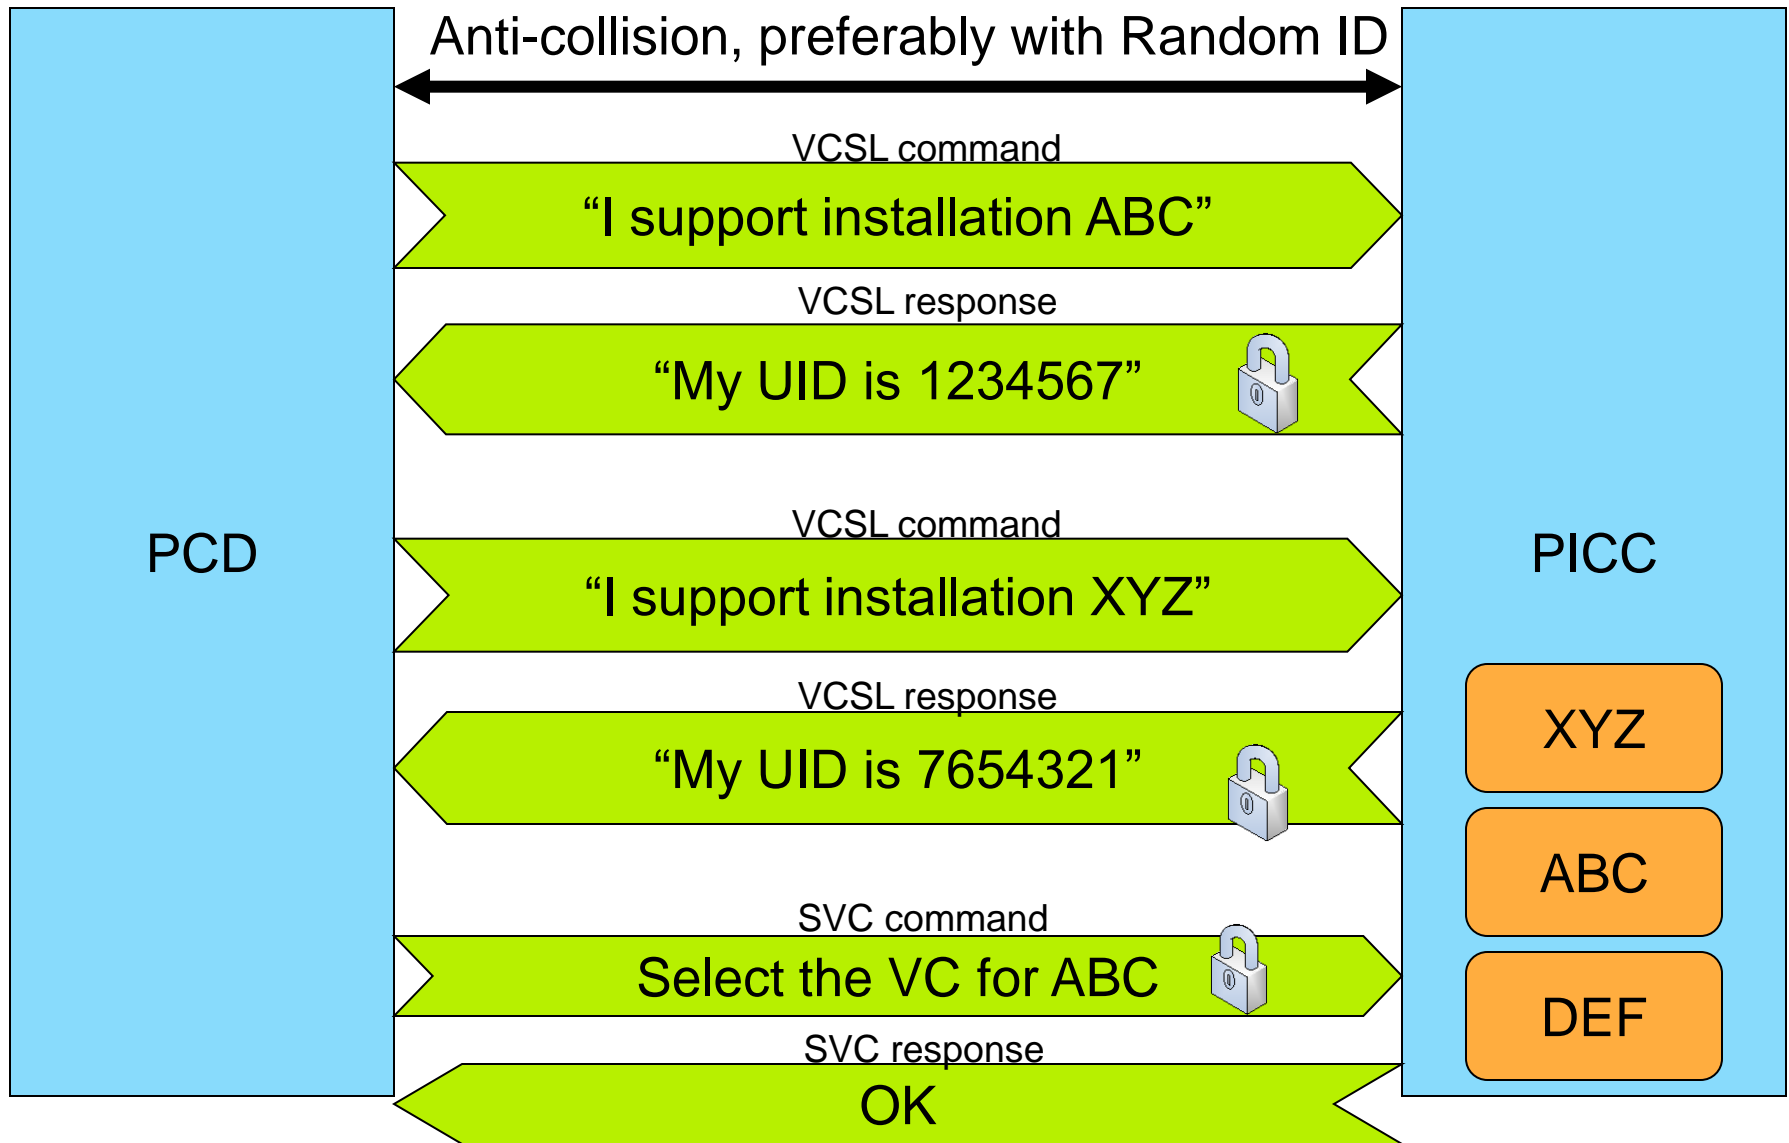 Anti-collision, preferably with Random ID
VCSL command
“I support installation ABC”
VCSL response
“My UID is 1234567”
VCSL command
PCD
PICC
“I support installation XYZ”
VCSL response
XYZ
“My UID is 7654321”
ABC
SVC command
Select the VC for ABC
DEF
SVC response
OK